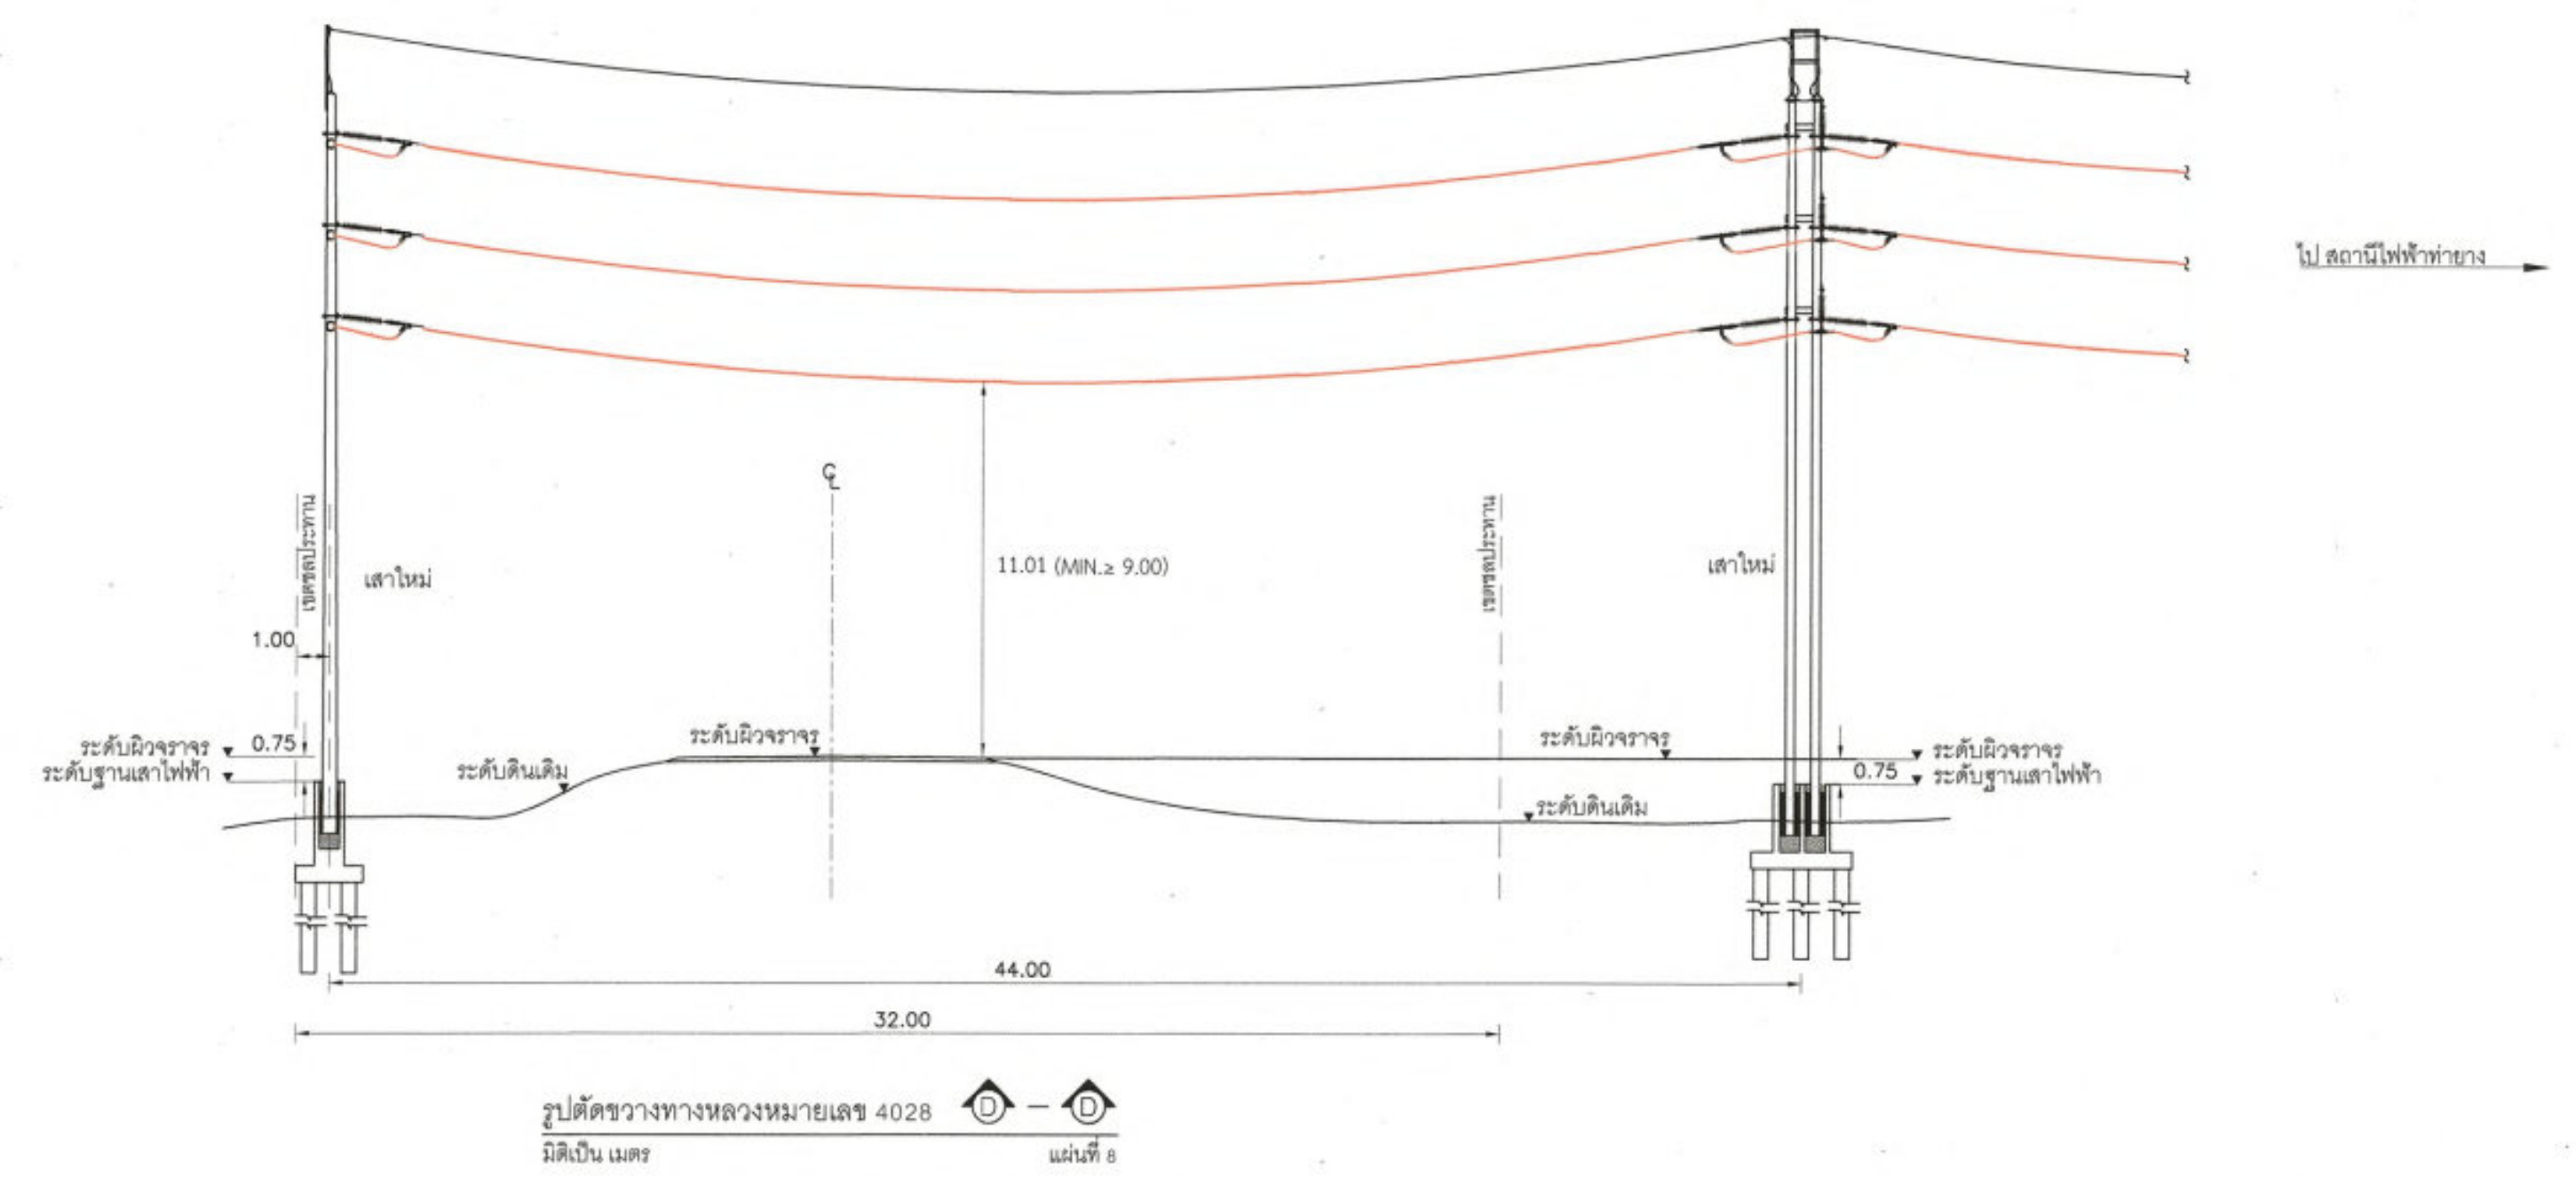 ไป สถานีไฟฟ้าท่ายาง
℄
เขตชลประทาน
เสาใหม่
11.01 (MIN.≥ 9.00)
เขตชลประทาน
เสาใหม่
1.00
ระดับผิวจราจร
0.75
ระดับฐานเสาไฟฟ้า
ระดับดินเดิม
ระดับผิวจราจร
ระดับผิวจราจร
ระดับดินเดิม
ระดับผิวจราจร
0.75
ระดับฐานเสาไฟฟ้า
44.00
32.00
รูปตัดขวางทางหลวงหมายเลข 4028 D – D
มิติเป็น เมตร แผ่นที่ 8